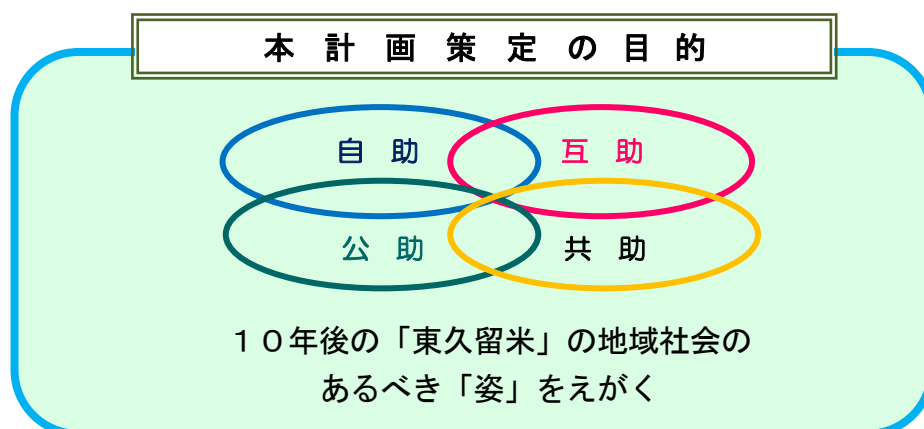 本計画策定の目的
自助
互助
公助
共助
１０年後の「東久留米」の地域社会の
あるべき「姿」をえがく